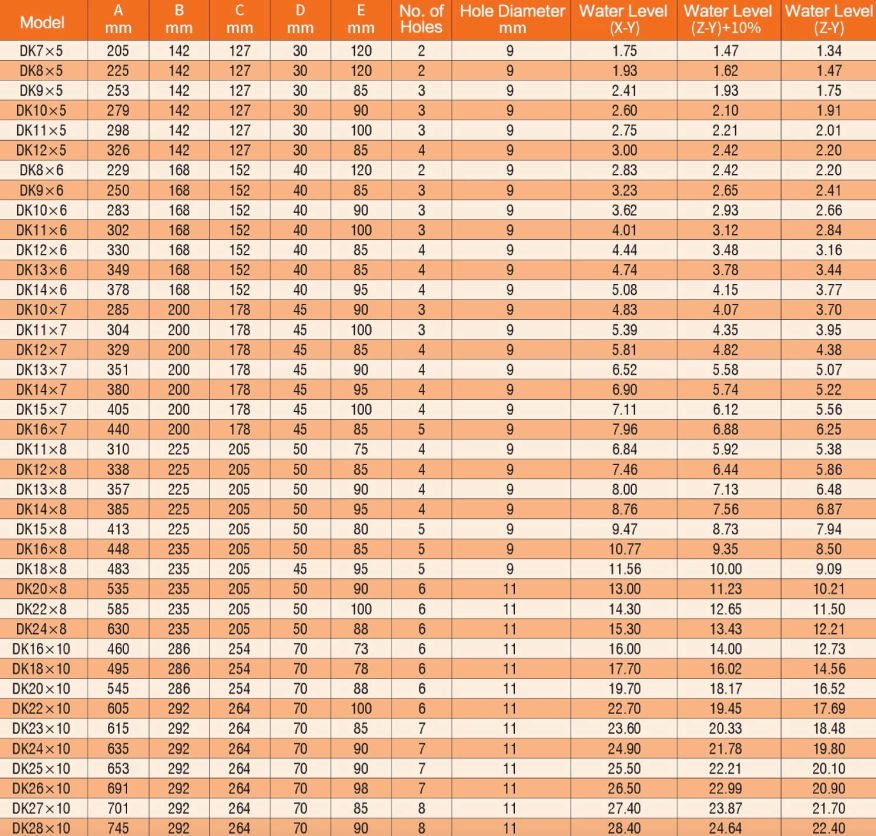 Model A mm B mm C mm D mm E mm No. of Holes Hole Diameter mm Water Level (X-Y) Water Level (Z-Y)+10% Water Level (Z-Y)
DK7×5 205 142 127 30 120 2 9 1.75 1.47 1.34
DK8×5 225 142 127 30 120 2 9 1.93 1.62 1.47
DK9×5 253 142 127 30 85 3 9 2.41 1.93 1.75
DK10×5 279 142 127 30 90 3 9 2.60 2.10 1.91
DK11×5 298 142 127 30 100 3 9 2.75 2.21 2.01
DK12×5 326 142 127 30 85 4 9 3.00 2.42 2.20
DK8×6 229 168 152 40 120 2 9 2.83 2.42 2.20
DK9×6 250 168 152 40 85 3 9 3.23 2.65 2.41
DK10×6 283 168 152 40 90 3 9 3.62 2.93 2.66
DK11×6 302 168 152 40 100 3 9 4.01 3.12 2.84
DK12×6 330 168 152 40 85 4 9 4.44 3.48 3.16
DK13×6 349 168 152 40 85 4 9 4.74 3.78 3.44
DK14×6 378 168 152 40 95 4 9 5.08 4.15 3.77
DK10×7 285 200 178 45 90 3 9 4.83 4.07 3.70
DK11×7 304 200 178 45 100 3 9 5.39 4.35 3.95
DK12×7 329 200 178 45 85 4 9 5.81 4.82 4.38
DK13×7 351 200 178 45 90 4 9 6.52 5.58 5.07
DK14×7 380 200 178 45 95 4 9 6.90 5.74 5.22
DK15×7 405 200 178 45 100 4 9 7.11 6.12 5.56
DK16×7 440 200 178 45 85 5 9 7.96 6.88 6.25
DK11×8 310 225 205 50 75 4 9 6.84 5.92 5.38
DK12×8 338 225 205 50 85 4 9 7.46 6.44 5.86
DK13×8 357 225 205 50 90 4 9 8.00 7.13 6.48
DK14×8 385 225 205 50 95 4 9 8.76 7.56 6.87
DK15×8 413 225 205 50 80 5 9 9.47 8.73 7.94
DK16×8 448 235 205 50 85 5 9 10.77 9.35 8.50
DK18×8 483 235 205 45 95 5 9 11.56 10.00 9.09
DK20×8 535 235 205 50 90 6 11 13.00 11.23 10.21
DK22×8 585 235 205 50 100 6 11 14.30 12.65 11.50
DK24×8 630 235 205 50 88 6 11 15.30 13.43 12.21
DK16×10 460 286 254 70 73 6 11 16.00 14.00 12.73
DK18×10 495 286 254 70 78 6 11 17.70 16.02 14.56
DK20×10 545 286 254 70 88 6 11 19.70 18.17 16.52
DK22×10 605 292 264 70 100 6 11 22.70 19.45 17.69
DK23×10 615 292 264 70 85 7 11 23.60 20.33 18.48
DK24×10 635 292 264 70 90 7 11 24.90 21.78 19.80
DK25×10 653 292 264 70 90 7 11 25.50 22.21 20.10
DK26×10 691 292 264 70 98 7 11 26.50 22.99 20.90
DK27×10 701 292 264 70 85 8 11 27.40 23.87 21.70
DK28×10 745 292 264 70 90 8 11 28.40 24.64 22.40